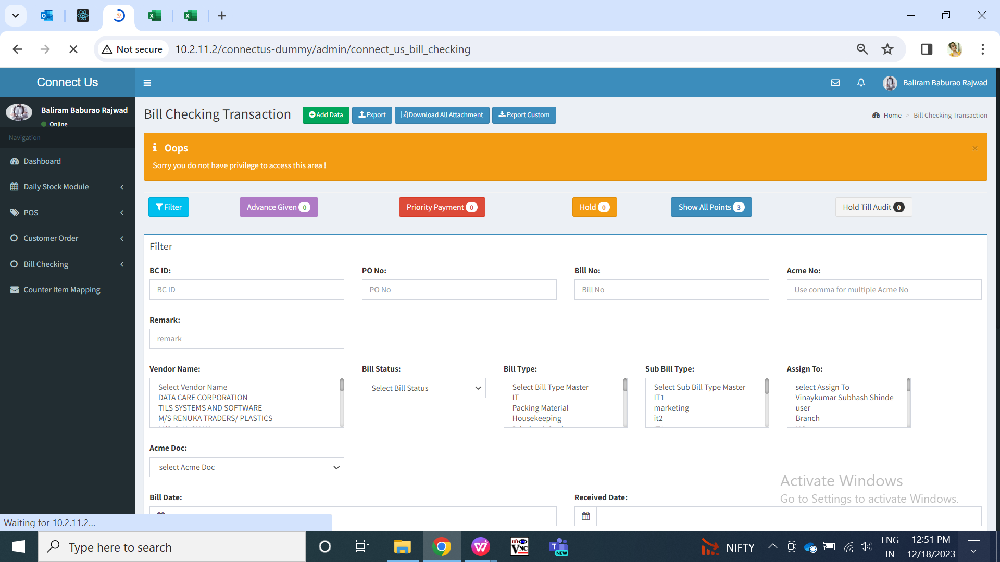 Not secure
10.2.11.2/connectus-dummy/admin/connect_us_bill_checking
Connect Us
Baliram Baburao Rajwad
Baliram Baburao Rajwad
Online
Navigation
Dashboard
Daily Stock Module
POS
Customer Order
Bill Checking
Counter Item Mapping
Bill Checking Transaction
Add Data
Export
Download All Attachment
Export Custom
Home > Bill Checking Transaction
Oops
×
Sorry you do not have privilege to access this area !
Filter
Advance Given 0
Priority Payment 0
Hold 0
Show All Points 3
Hold Till Audit 0
Filter
BC ID:
PO No:
Bill No:
Acme No:
BC ID
PO No
Bill No
Use comma for multiple Acme No
Remark:
remark
Vendor Name:
Select Vendor Name
DATA CARE CORPORATION
TILS SYSTEMS AND SOFTWARE
M/S RENUKA TRADERS/ PLASTICS
Bill Status:
Select Bill Status
Bill Type:
Select Bill Type Master
IT
Packing Material
Housekeeping
Sub Bill Type:
Select Sub Bill Type Master
IT1
marketing
it2
Assign To:
select Assign To
Vinaykumar Subhash Shinde
user
Branch
Acme Doc:
select Acme Doc
Bill Date:
Received Date:
Activate Windows
Go to Settings to activate Windows.
Waiting for 10.2.11.2...
Type here to search
NEW
NIFTY
ENG
IN
12:51 PM
12/18/2023